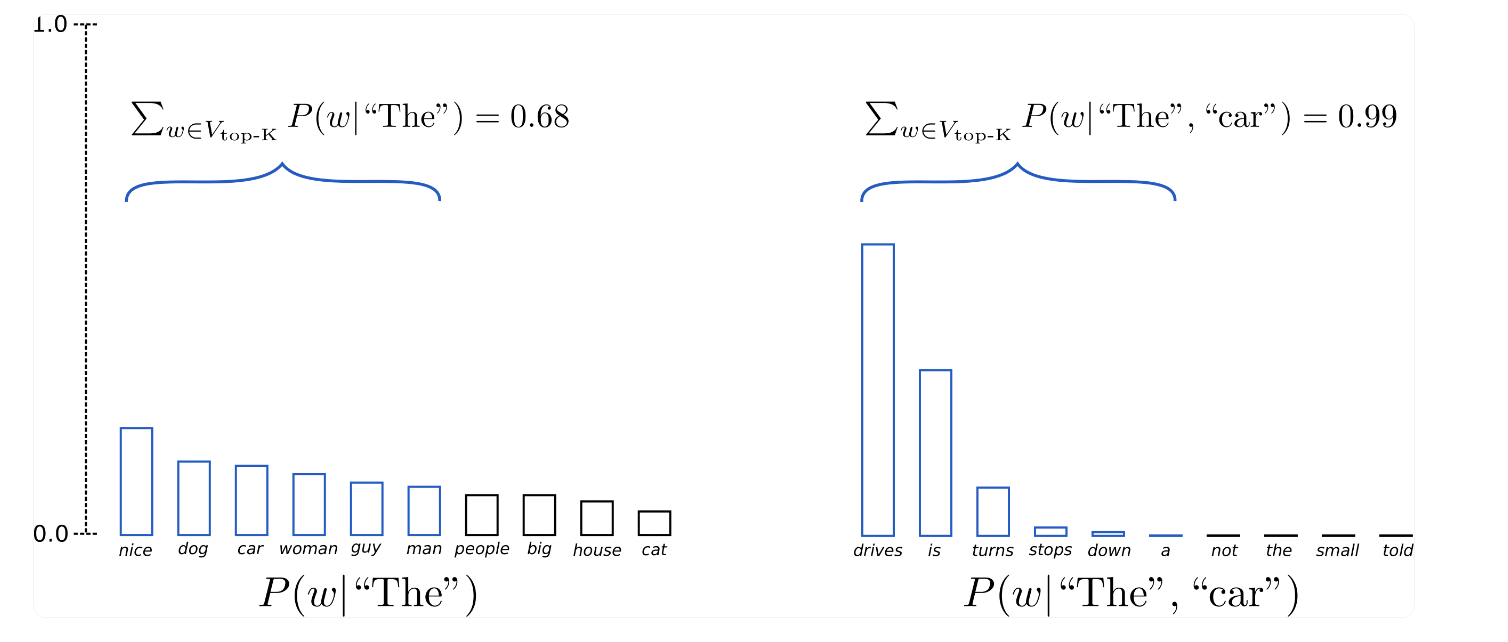 1.0
∑w∈Vtop-K P(w|“The”) = 0.68
∑w∈Vtop-K P(w|“The”, “car”) = 0.99
0.0
nice dog car woman guy man people big house cat
drives is turns stops down a not the small told
P(w|“The”)
P(w|“The”, “car”)